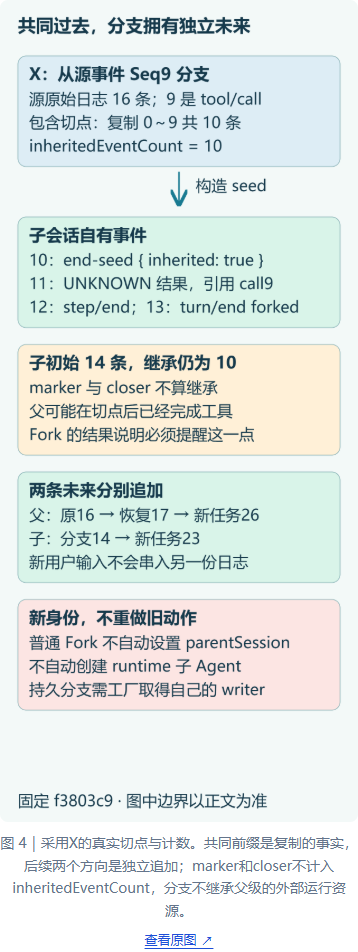 共同过去，分支拥有独立未来
X：从源事件 Seq9 分支
源原始日志 16 条；9 是 tool/call
包含切点：复制 0～9 共 10 条
inheritedEventCount = 10
构造 seed
子会话自有事件
10：end-seed { inherited: true }
11：UNKNOWN 结果，引用 call9
12：step/end；13：turn/end forked
子初始 14 条，继承仍为 10
marker 与 closer 不算继承
父可能在切点后已经完成工具
Fork 的结果说明必须提醒这一点
两条未来分别追加
父：原16 → 恢复17 → 新任务26
子：分支14 → 新任务23
新用户输入不会串入另一份日志
新身份，不重做旧动作
普通 Fork 不自动设置 parentSession
不自动创建 runtime 子 Agent
持久分支需工厂取得自己的 writer
固定 f3803c9 · 图中边界以正文为准
图 4｜采用X的真实切点与计数。共同前缀是复制的事实，
后续两个方向是独立追加；marker和closer不计入
inheritedEventCount，分支不继承父级的外部运行资
源。
查看原图 ↗